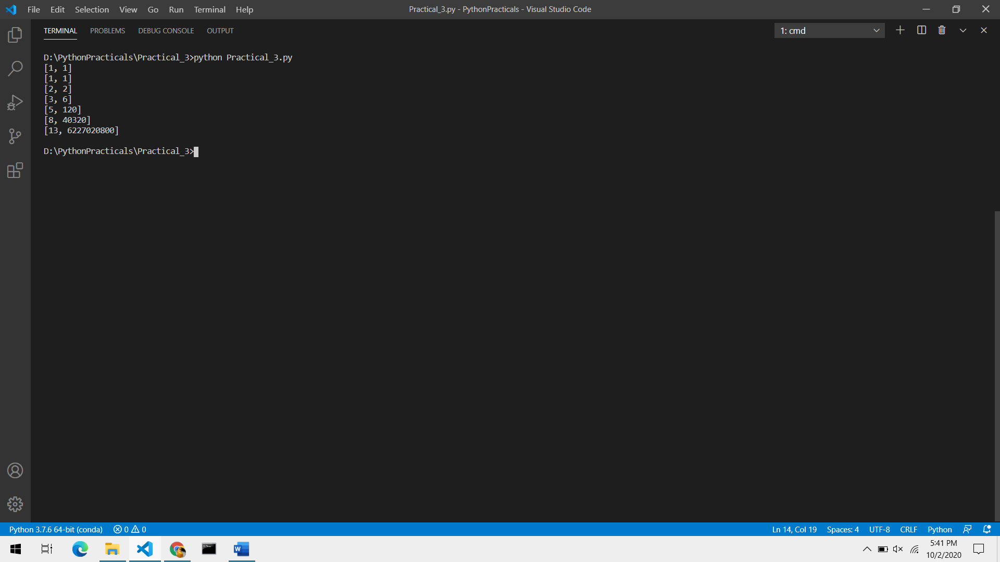 File Edit Selection View Go Run Terminal Help
Practical_3.py - PythonPracticals - Visual Studio Code
TERMINAL PROBLEMS DEBUG CONSOLE OUTPUT
1: cmd
D:\PythonPracticals\Practical_3>python Practical_3.py
[1, 1]
[1, 1]
[2, 2]
[3, 6]
[5, 120]
[8, 40320]
[13, 6227020800]
D:\PythonPracticals\Practical_3>
Python 3.7.6 64-bit (conda) 0 0
Ln 14, Col 19 Spaces: 4 UTF-8 CRLF Python
W
5:41 PM
10/2/2020